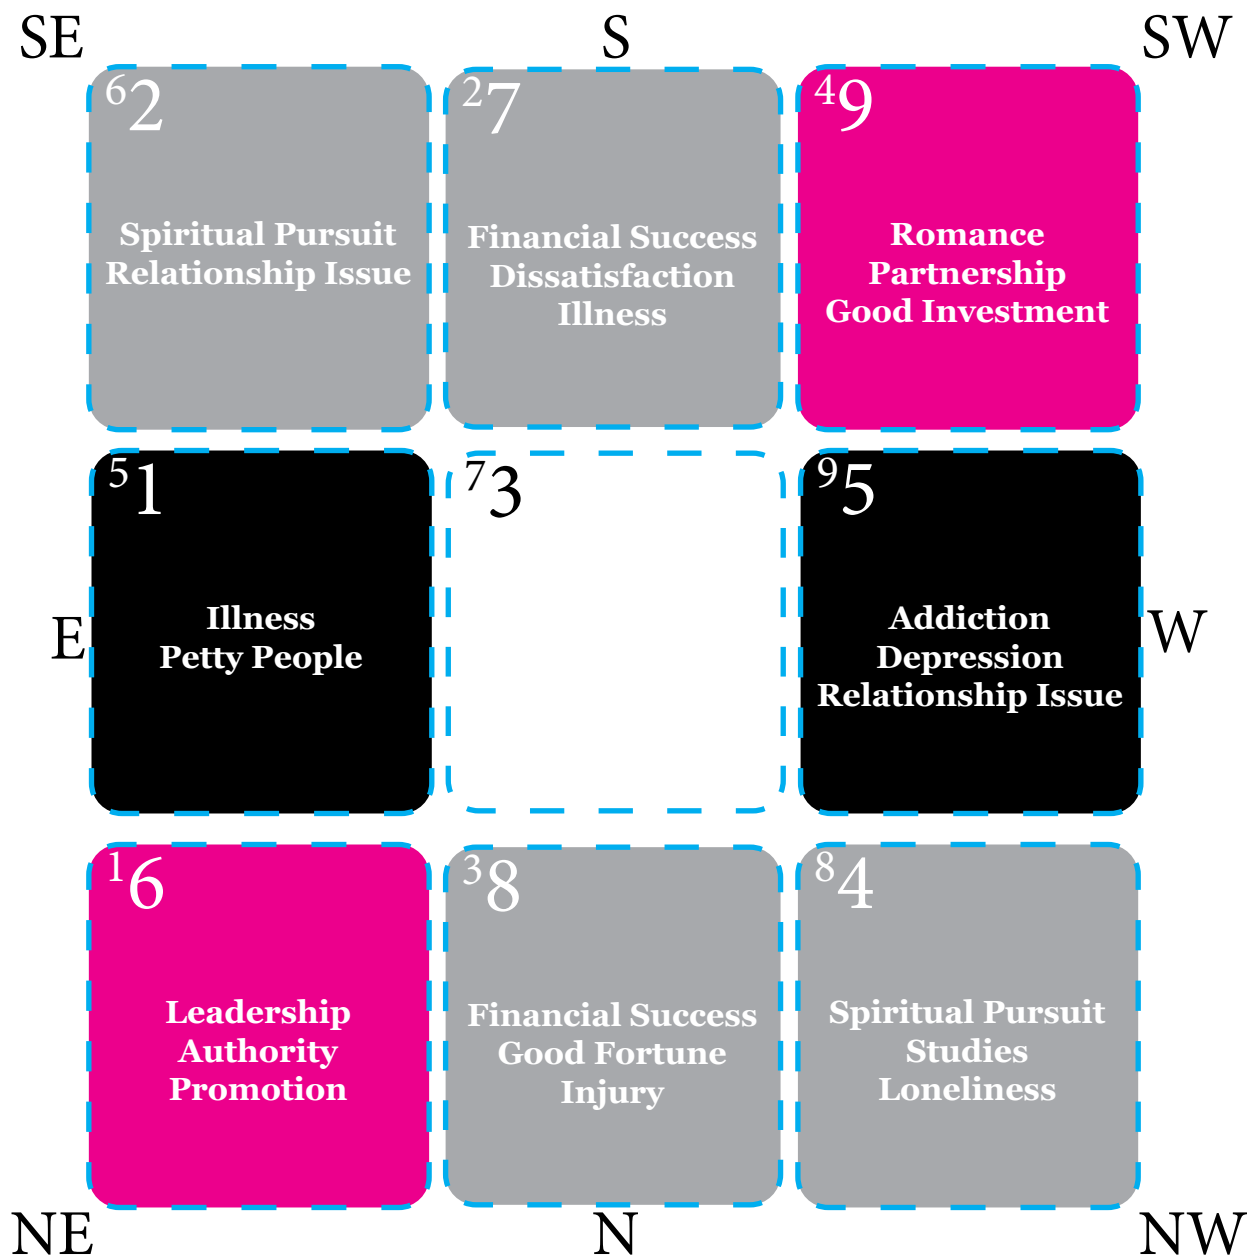 SE
S
SW
62
Spiritual Pursuit
Relationship Issue
27
Financial Success
Dissatisfaction
Illness
49
Romance
Partnership
Good Investment
E
51
Illness
Petty People
73
95
Addiction
Depression
Relationship Issue
W
16
Leadership
Authority
Promotion
38
Financial Success
Good Fortune
Injury
84
Spiritual Pursuit
Studies
Loneliness
NE
N
NW